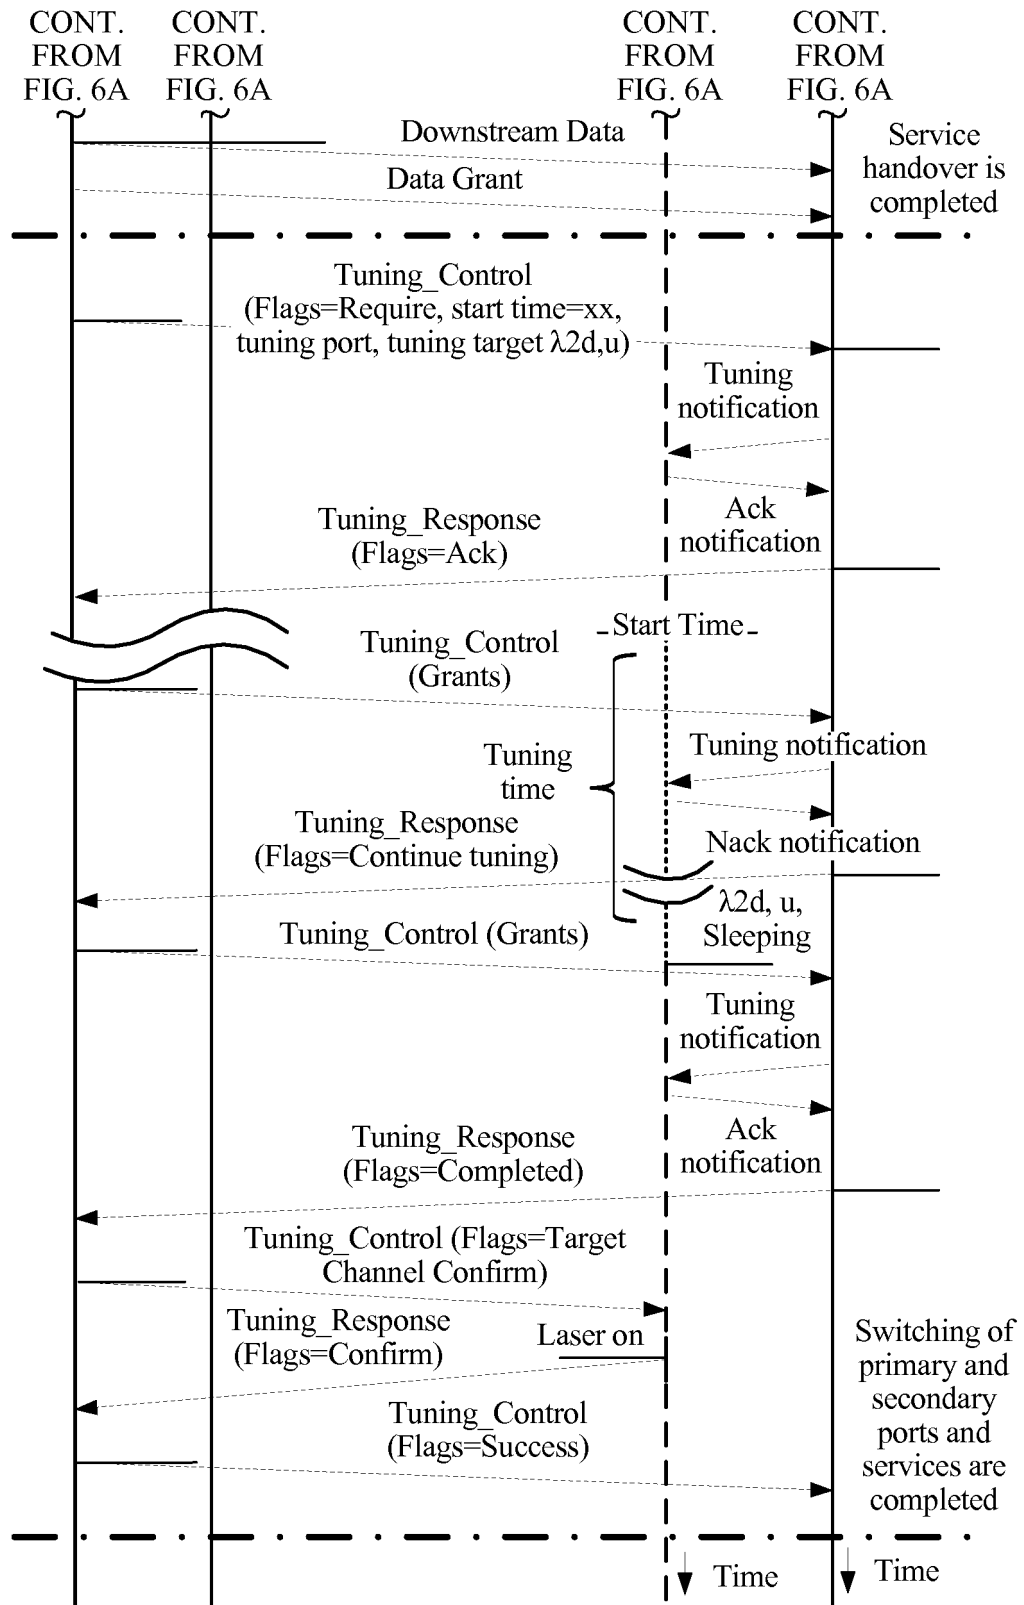 CONT.
FROM
FIG. 6A
CONT.
FROM
FIG. 6A
CONT.
FROM
FIG. 6A
CONT.
FROM
FIG. 6A
Downstream Data
Data Grant
Service
handover is
completed
Tuning_Control
(Flags=Require, start time=xx,
tuning port, tuning target λ2d,u)
Tuning
notification
Ack
notification
Tuning_Response
(Flags=Ack)
Start Time
Tuning_Control
(Grants)
Tuning notification
Tuning
time
Tuning_Response
(Flags=Continue tuning)
Nack notification
λ2d, u,
Sleeping
Tuning_Control (Grants)
Tuning
notification
Ack
notification
Tuning_Response
(Flags=Completed)
Tuning_Control (Flags=Target
Channel Confirm)
Tuning_Response
(Flags=Confirm)
Laser on
Tuning_Control
(Flags=Success)
Switching of
primary and
secondary
ports and
services are
completed
Time
Time